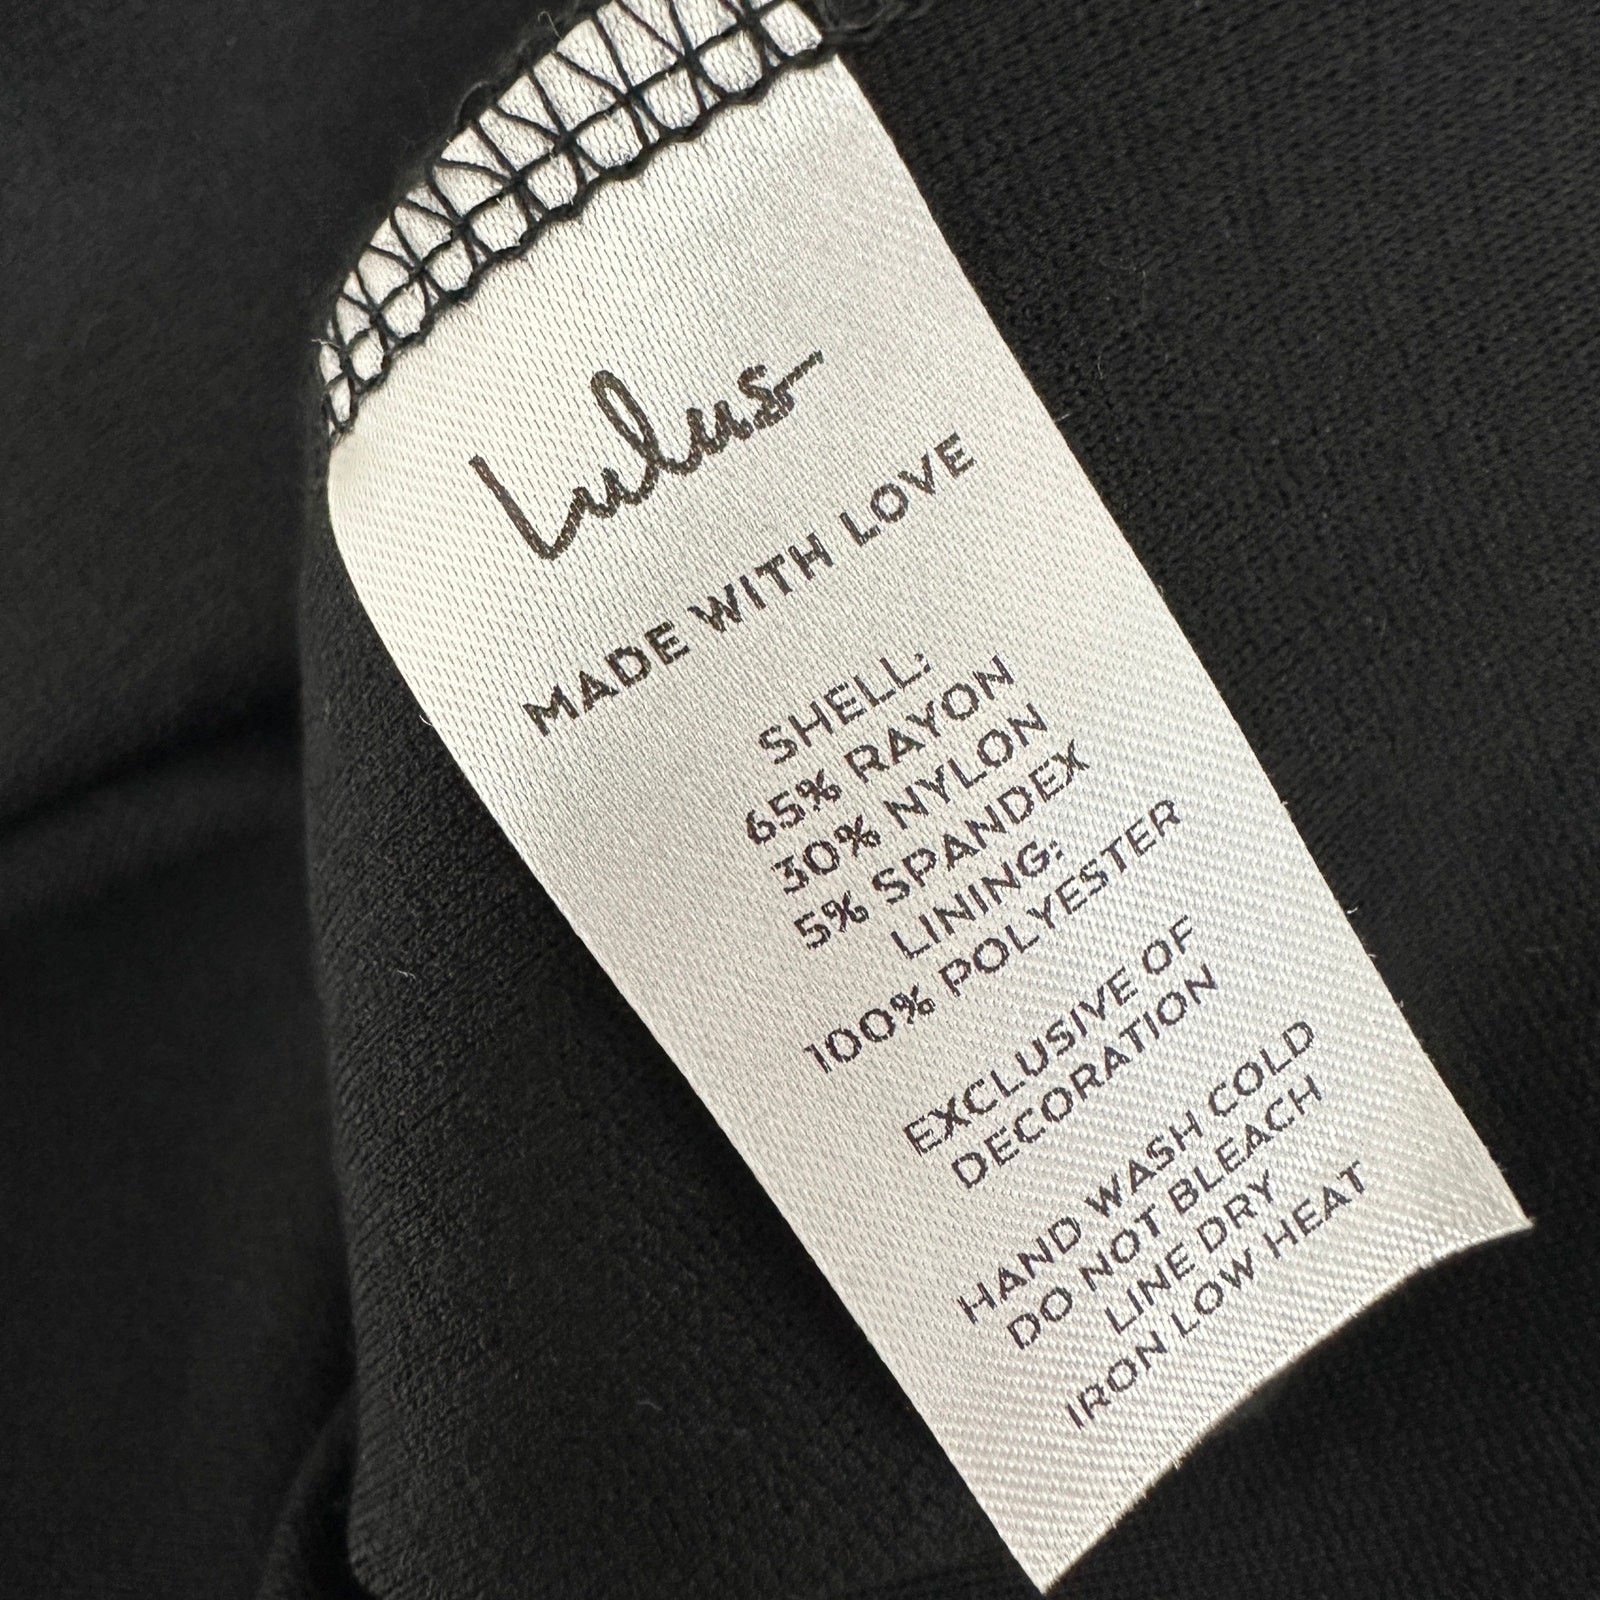 Lulus
MADE WITH LOVE
SHELL:
65% RAYON
30% NYLON
5% SPANDEX
LINING:
100% POLYESTER
EXCLUSIVE OF
DECORATION
HAND WASH COLD
DO NOT BLEACH
LINE DRY
IRON LOW HEAT